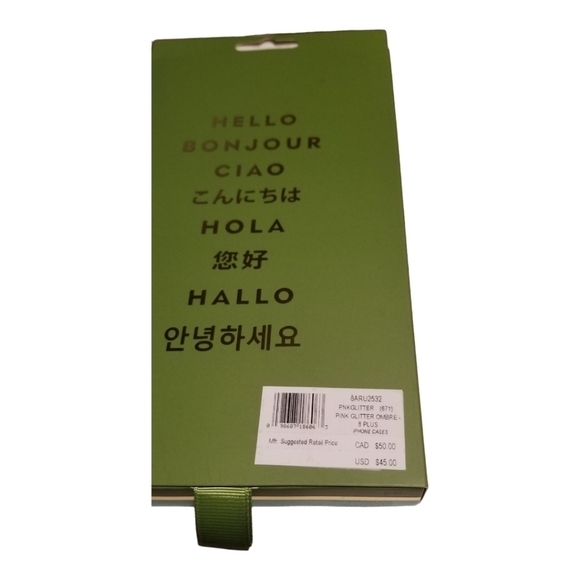 HELLO
BONJOUR
CIAO
こんにちは
HOLA
您好
HALLO
안녕하세요
8ARU2532
PNKGLITTER (671)
PINK GLITTER OMBRE -
8 PLUS
IPHONE CASES
Mfr. Suggested Retail Price
CAD $50.00
USD $45.00